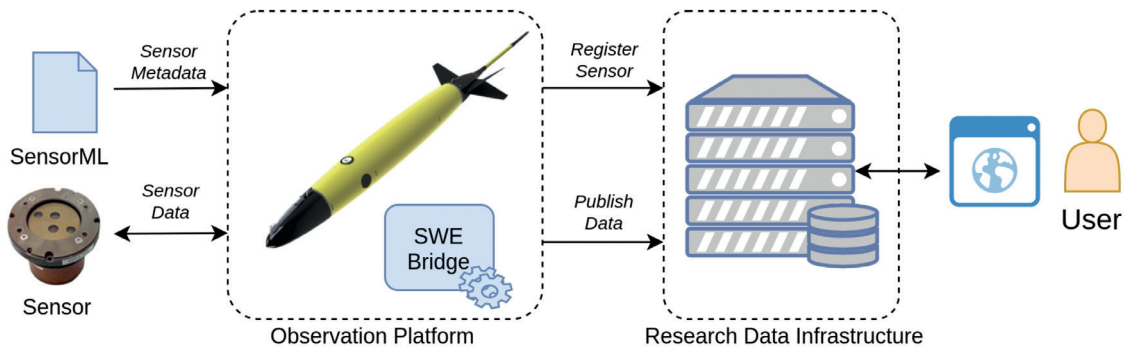 Sensor
Metadata
SensorML
Sensor
Data
Sensor
SWE
Bridge
Observation Platform
Register
Sensor
Publish
Data
Research Data Infrastructure
User